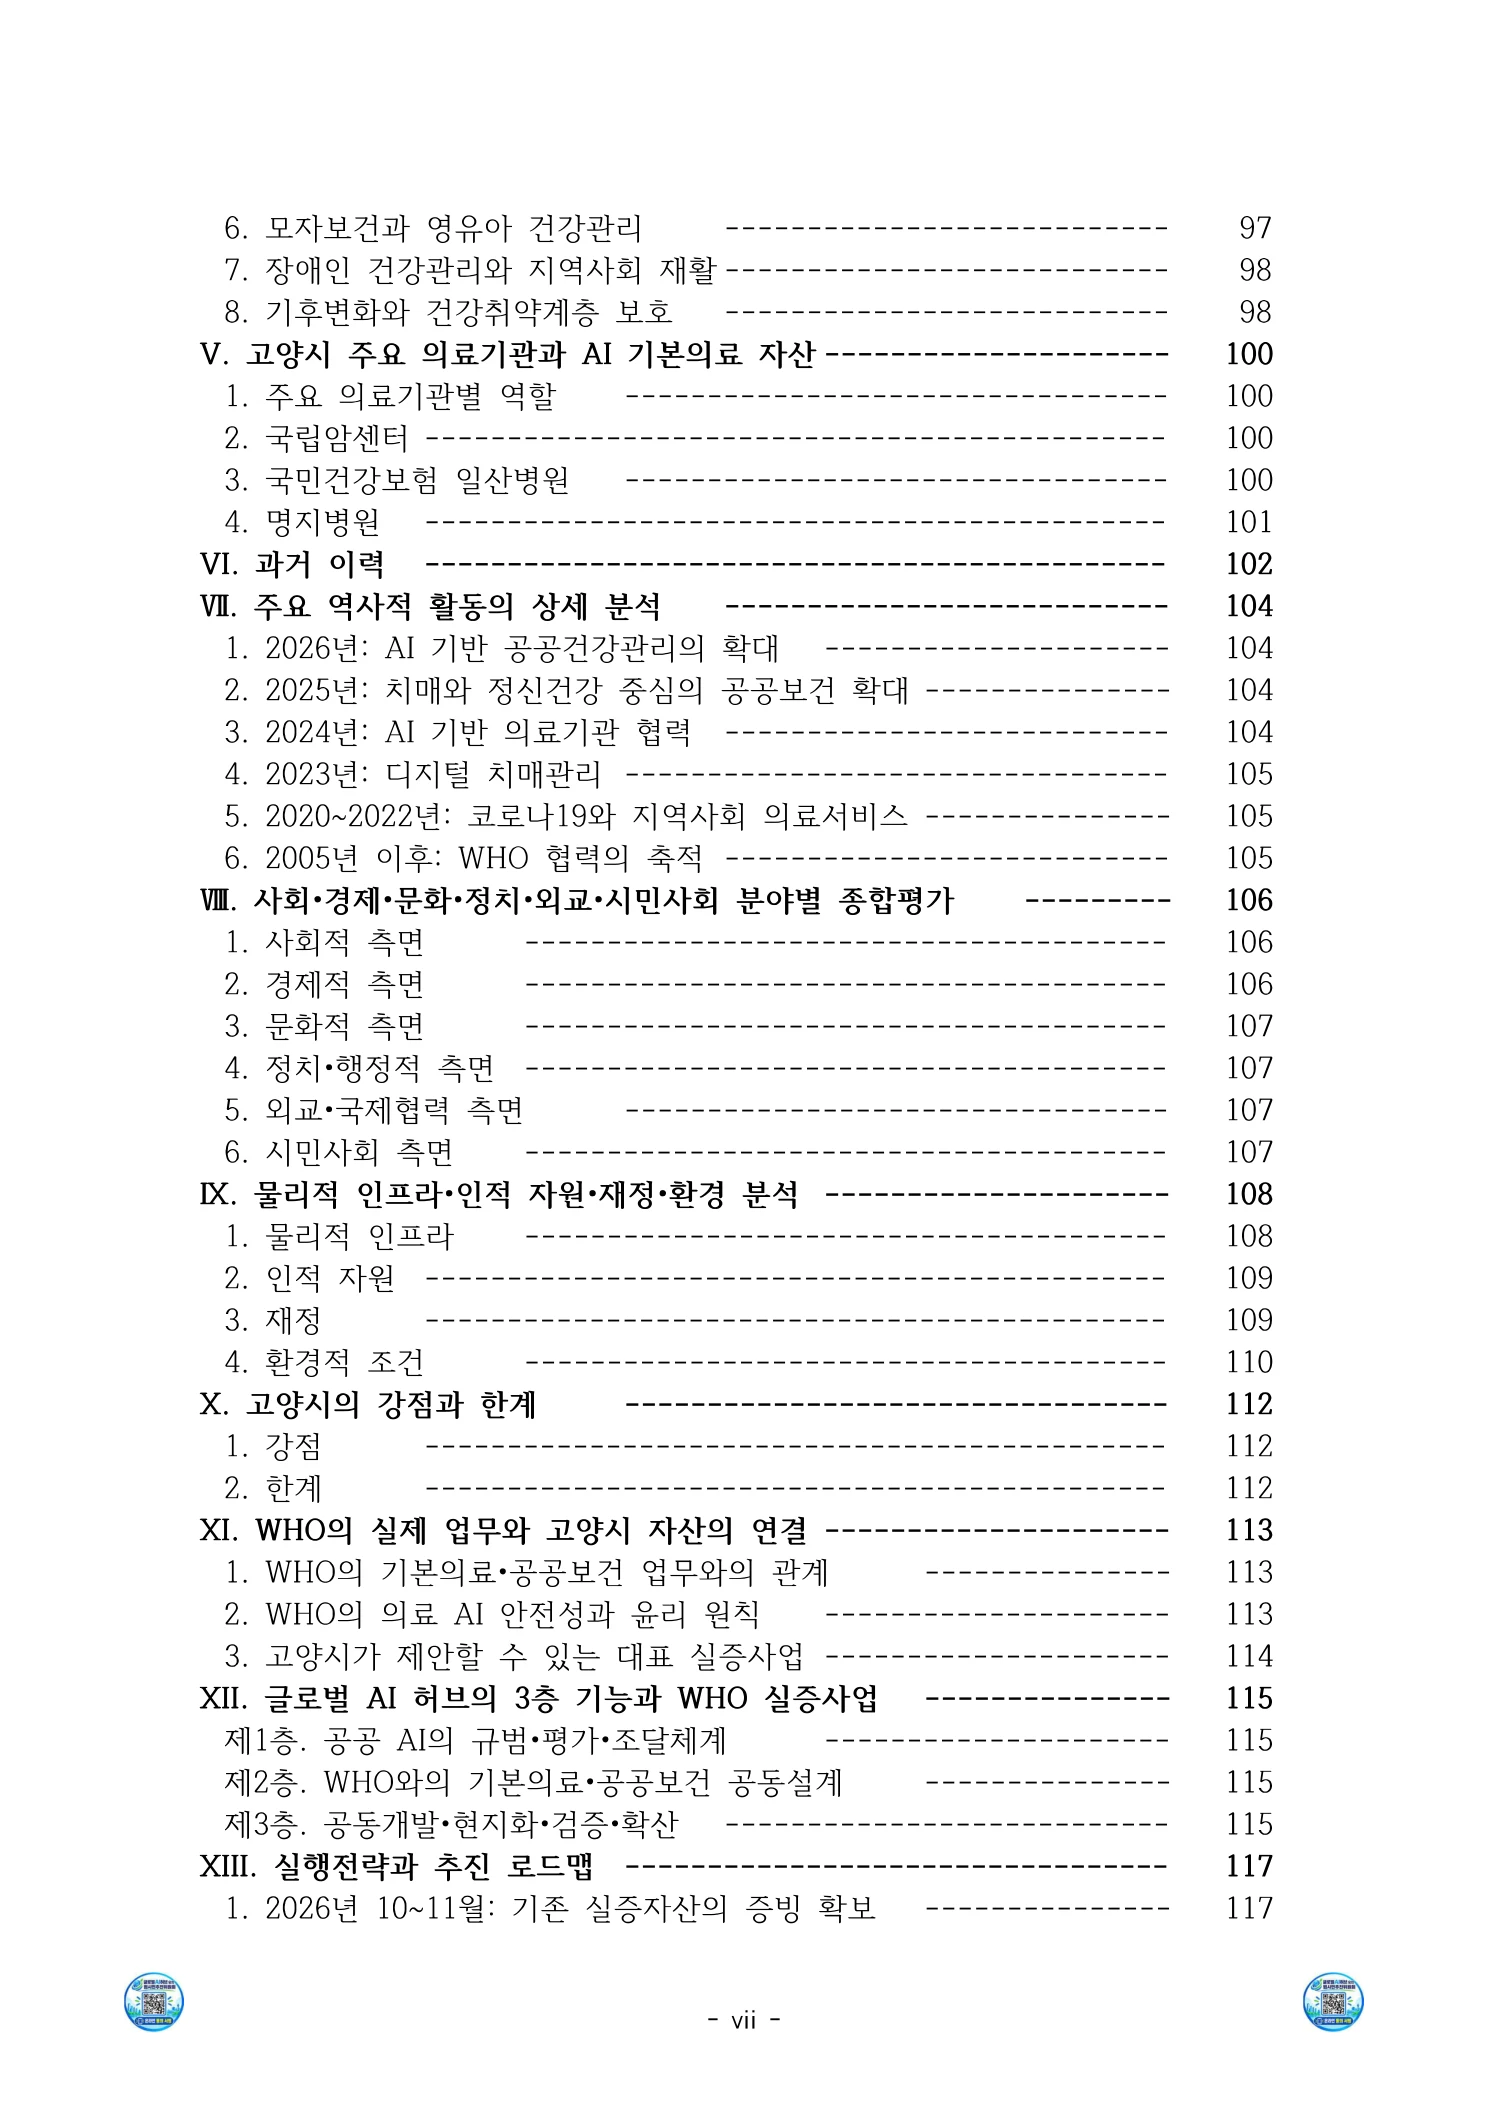 6. 모자보건과 영유아 건강관리 --------------------------- 97
7. 장애인 건강관리와 지역사회 재활 --------------------------- 98
8. 기후변화와 건강취약계층 보호 --------------------------- 98
V. 고양시 주요 의료기관과 AI 기본의료 자산 --------------------- 100
1. 주요 의료기관별 역할 --------------------------------- 100
2. 국립암센터 --------------------------------------------- 100
3. 국민건강보험 일산병원 --------------------------------- 100
4. 명지병원 --------------------------------------------- 101
VI. 과거 이력 --------------------------------------------- 102
Ⅶ. 주요 역사적 활동의 상세 분석 --------------------------- 104
1. 2026년: AI 기반 공공건강관리의 확대 --------------------- 104
2. 2025년: 치매와 정신건강 중심의 공공보건 확대 --------------- 104
3. 2024년: AI 기반 의료기관 협력 --------------------------- 104
4. 2023년: 디지털 치매관리 --------------------------------- 105
5. 2020~2022년: 코로나19와 지역사회 의료서비스 --------------- 105
6. 2005년 이후: WHO 협력의 축적 --------------------------- 105
Ⅷ. 사회•경제•문화•정치•외교•시민사회 분야별 종합평가 --------- 106
1. 사회적 측면 --------------------------------------- 106
2. 경제적 측면 --------------------------------------- 106
3. 문화적 측면 --------------------------------------- 107
4. 정치•행정적 측면 --------------------------------------- 107
5. 외교•국제협력 측면 --------------------------------- 107
6. 시민사회 측면 --------------------------------------- 107
Ⅸ. 물리적 인프라•인적 자원•재정•환경 분석 --------------------- 108
1. 물리적 인프라 --------------------------------------- 108
2. 인적 자원 --------------------------------------------- 109
3. 재정 --------------------------------------------- 109
4. 환경적 조건 --------------------------------------- 110
X. 고양시의 강점과 한계 --------------------------------- 112
1. 강점 --------------------------------------------- 112
2. 한계 --------------------------------------------- 112
XI. WHO의 실제 업무와 고양시 자산의 연결 --------------------- 113
1. WHO의 기본의료•공공보건 업무와의 관계 --------------- 113
2. WHO의 의료 AI 안전성과 윤리 원칙 --------------------- 113
3. 고양시가 제안할 수 있는 대표 실증사업 --------------------- 114
XII. 글로벌 AI 허브의 3층 기능과 WHO 실증사업 --------------- 115
제1층. 공공 AI의 규범•평가•조달체계 --------------------- 115
제2층. WHO와의 기본의료•공공보건 공동설계 --------------- 115
제3층. 공동개발•현지화•검증•확산 --------------------------- 115
XIII. 실행전략과 추진 로드맵 --------------------------------- 117
1. 2026년 10~11월: 기존 실증자산의 증빙 확보 --------------- 117
- vii -